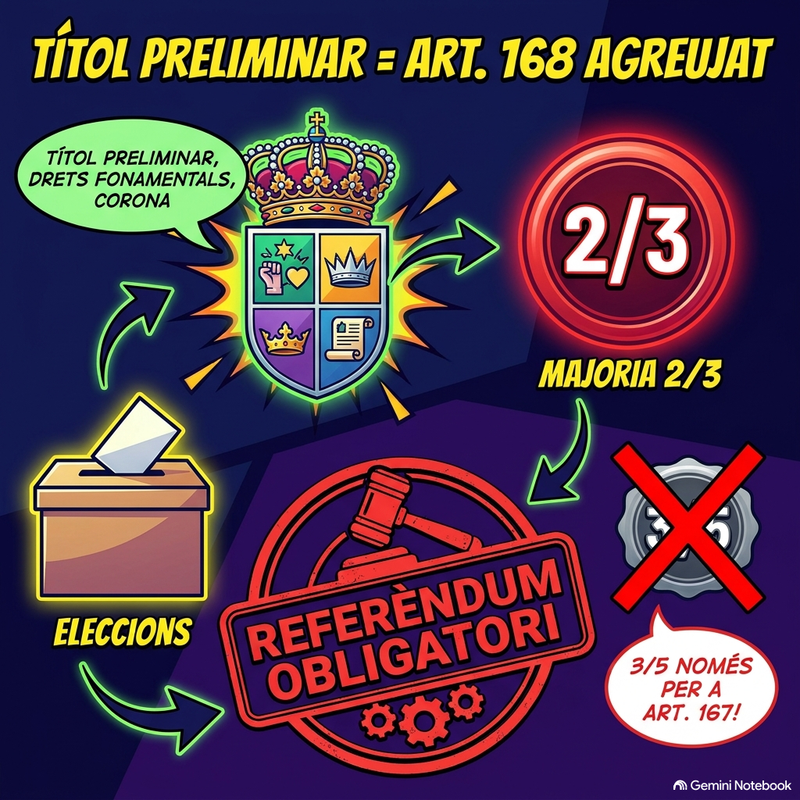 TÍTOL PRELIMINAR = ART. 168 AGREUJAT
TÍTOL PRELIMINAR,
DRETS FONAMENTALS,
CORONA
2/3
MAJORIA 2/3
ELECCIONS
REFERÈNDUM
OBLIGATORI
3/5 NOMÉS
PER A
ART. 167!
Gemini Notebook